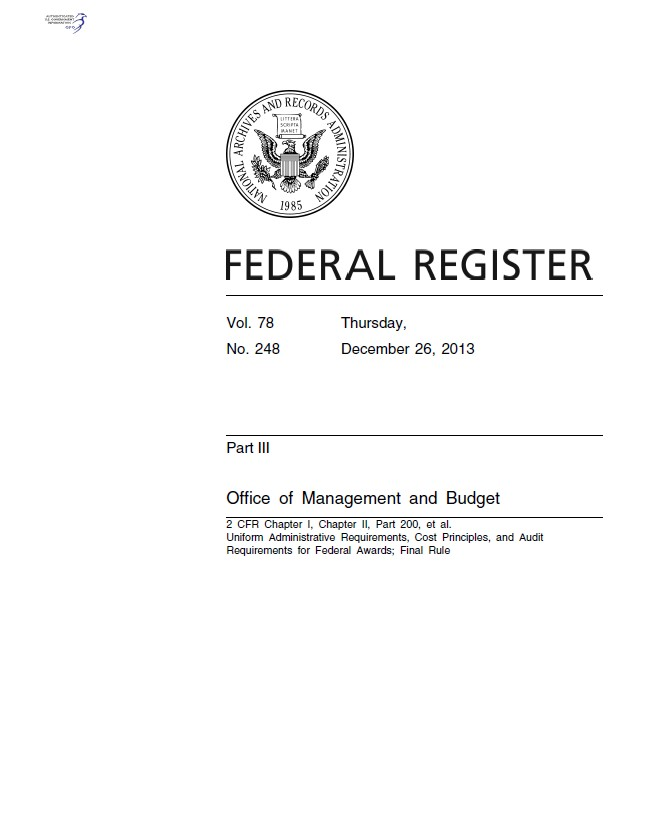 AUTHENTICATED
U.S. GOVERNMENT
INFORMATION
GPO
NATIONAL ARCHIVES AND RECORDS ADMINISTRATION
LITTERA
SCRIPTA
MANET
1985
FEDERAL REGISTER
Vol. 78 Thursday,
No. 248 December 26, 2013
Part III
Office of Management and Budget
2 CFR Chapter I, Chapter II, Part 200, et al.
Uniform Administrative Requirements, Cost Principles, and Audit
Requirements for Federal Awards; Final Rule